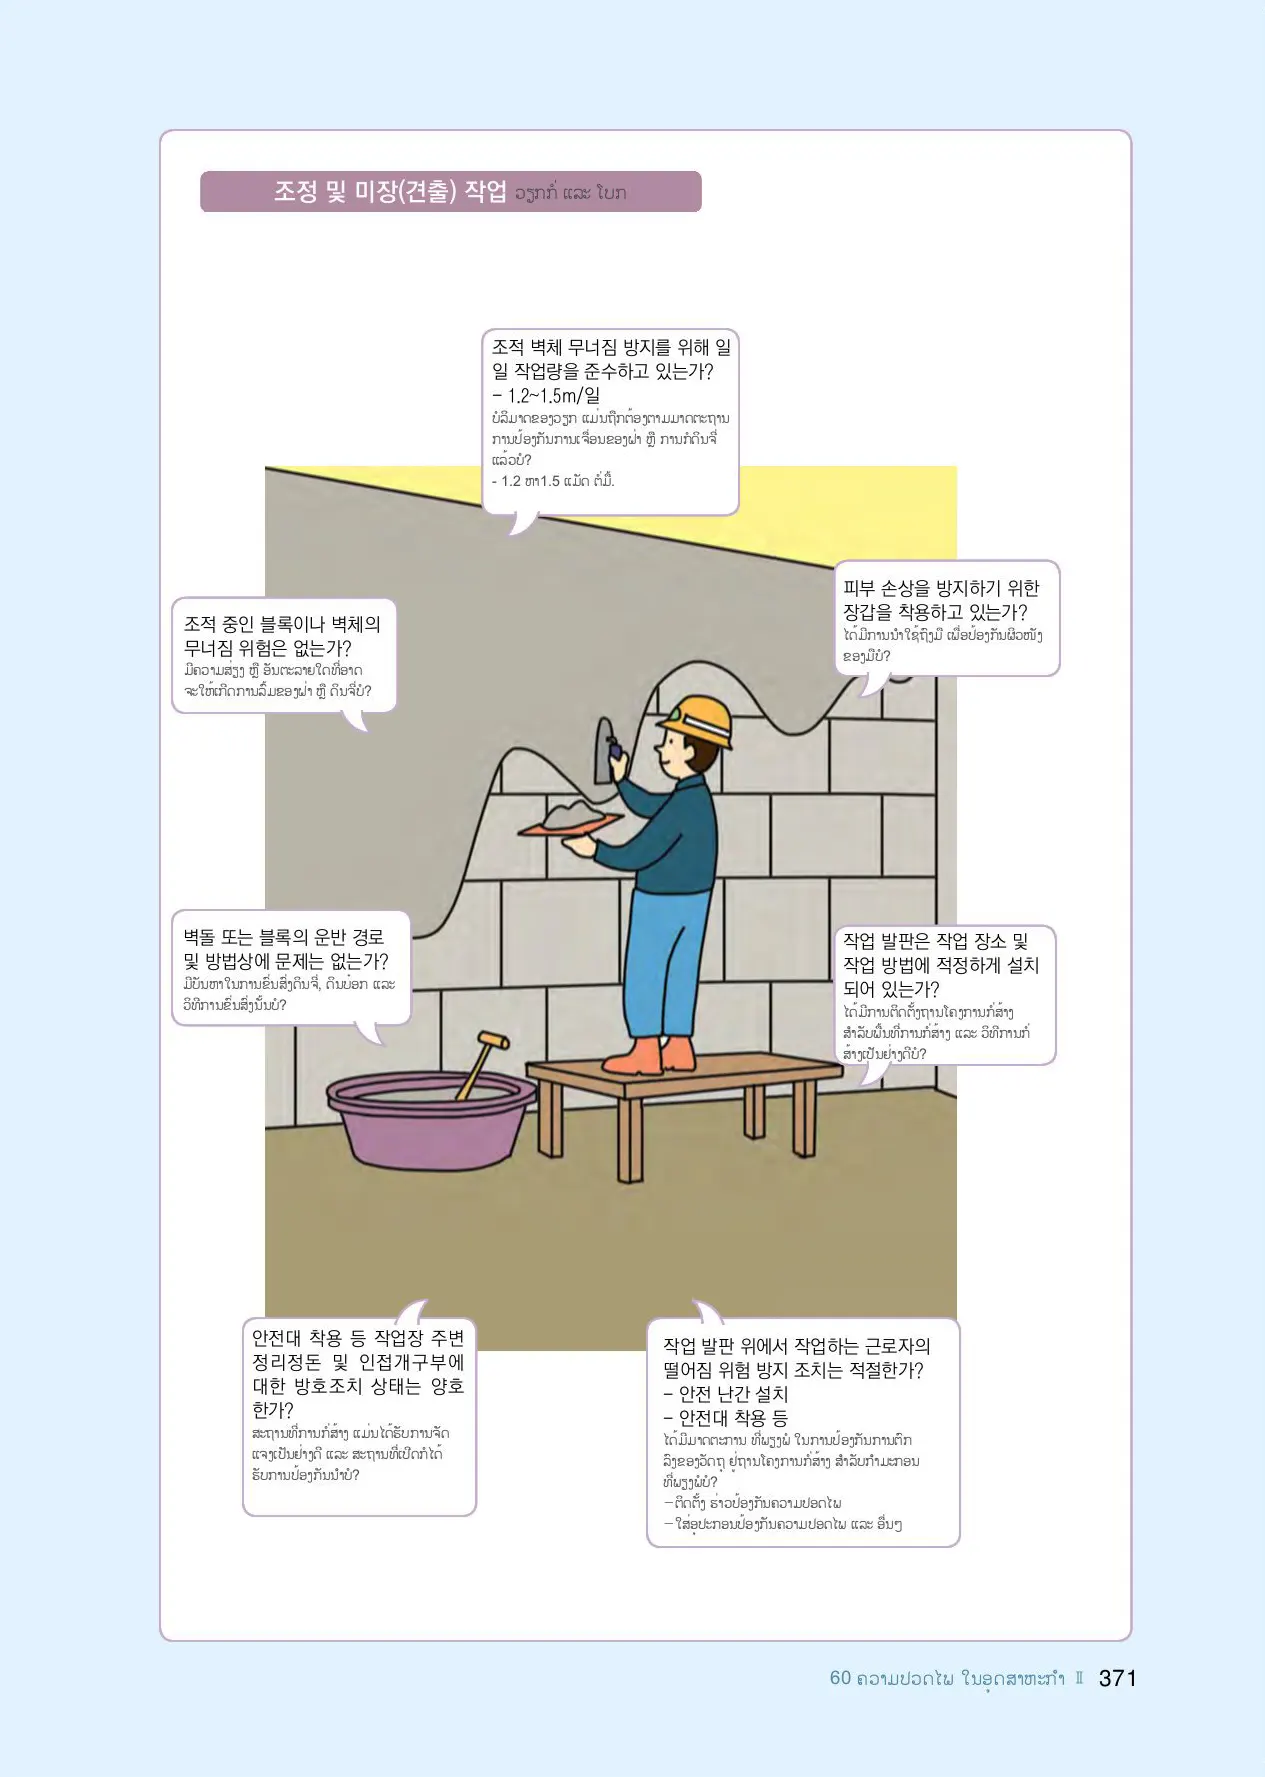 조정 및 미장(견출) 작업 ວຽກກໍ່ ແລະ ໂບກ
조적 벽체 무너짐 방지를 위해 일
일 작업량을 준수하고 있는가?
- 1.2~1.5m/일
ບໍລິມາດຂອງວຽກ ແມ່ນຖືກຕ້ອງຕາມມາດຕະຖານ
ການປ້ອງກັນການເຈື່ອນຂອງຝາ ຫຼື ການກໍ່ດິນຈີ່
ແລ້ວບໍ?
- 1.2 ຫາ1.5 ແມັດ ຕໍ່ມື້.
피부 손상을 방지하기 위한
장갑을 착용하고 있는가?
ໄດ້ມີການນຳໃຊ້ຖົງມື ເພື່ອປ້ອງກັນຜິວໜັງ
ຂອງມືບໍ?
조적 중인 블록이나 벽체의
무너짐 위험은 없는가?
ມີຄວາມສ່ຽງ ຫຼື ອັນຕະລາຍໃດທີ່ອາດ
ຈະໃຫ້ເກີດການລົ້ມຂອງຝາ ຫຼື ດິນຈີ່ບໍ?
벽돌 또는 블록의 운반 경로
및 방법상에 문제는 없는가?
ມີບັນຫາໃນການຂົ່ນສົ່ງດິນຈີ່, ດິນບ໋ອກ ແລະ
ວິທີການຂົ່ນສົ່ງນັ້ນບໍ?
작업 발판은 작업 장소 및
작업 방법에 적정하게 설치
되어 있는가?
ໄດ້ມີການຕິດຕັ້ງຖານໂຄງການກໍ່ສ້າງ
ສຳລັບພື້ນທີ່ການກໍ່ສ້າງ ແລະ ວິທີການກໍ່
ສ້າງເປັນຢ່າງດີບໍ?
안전대 착용 등 작업장 주변
정리정돈 및 인접개구부에
대한 방호조치 상태는 양호
한가?
ສະຖານທີ່ການກໍ່ສ້າງ ແມ່ນໄດ້ຮັບການຈັດ
ແຈງເປັນຢ່າງດີ ແລະ ສະຖານທີ່ເປີດກໍ່ໄດ້
ຮັບການປ້ອງກັນນຳບໍ?
작업 발판 위에서 작업하는 근로자의
떨어짐 위험 방지 조치는 적절한가?
- 안전 난간 설치
- 안전대 착용 등
ໄດ້ມີມາດຕະການ ທີ່ພຽງພໍ ໃນການປ້ອງກັນການຕົກ
ລົງຂອງວັດຖຸ ຢູ່ຖານໂຄງການກໍ່ສ້າງ ສຳລັບກຳມະກອນ
ທີ່ພຽງພໍບໍ?
- ຕິດຕັ້ງ ຮ່າວປ້ອງກັນຄວາມປອດໄພ
- ໃສ່ອຸປະກອນປ້ອງກັນຄວາມປອດໄພ ແລະ ອື່ນໆ
60 ຄວາມປວດໄພ ໃນອຸດສາຫະກຳ Ⅱ 371